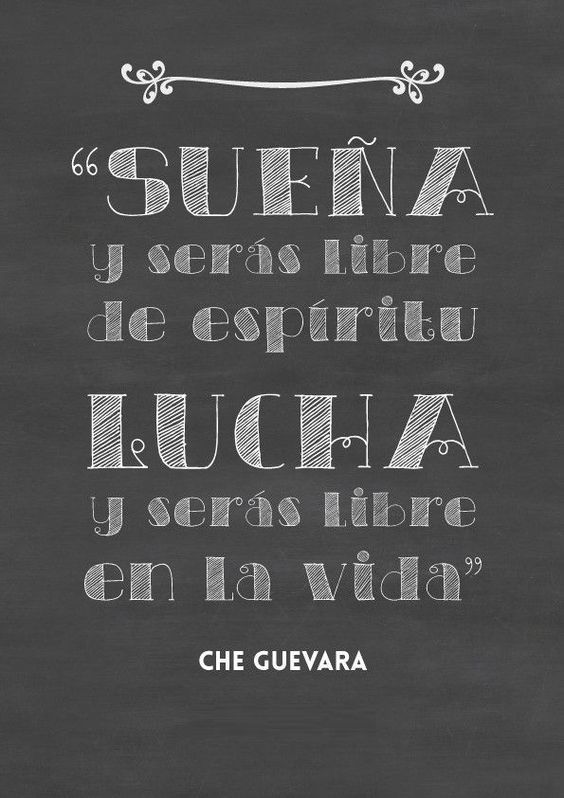 “SUEÑA
y serás libre
de espíritu
LUCHA
y serás libre
en la vida”
CHE GUEVARA